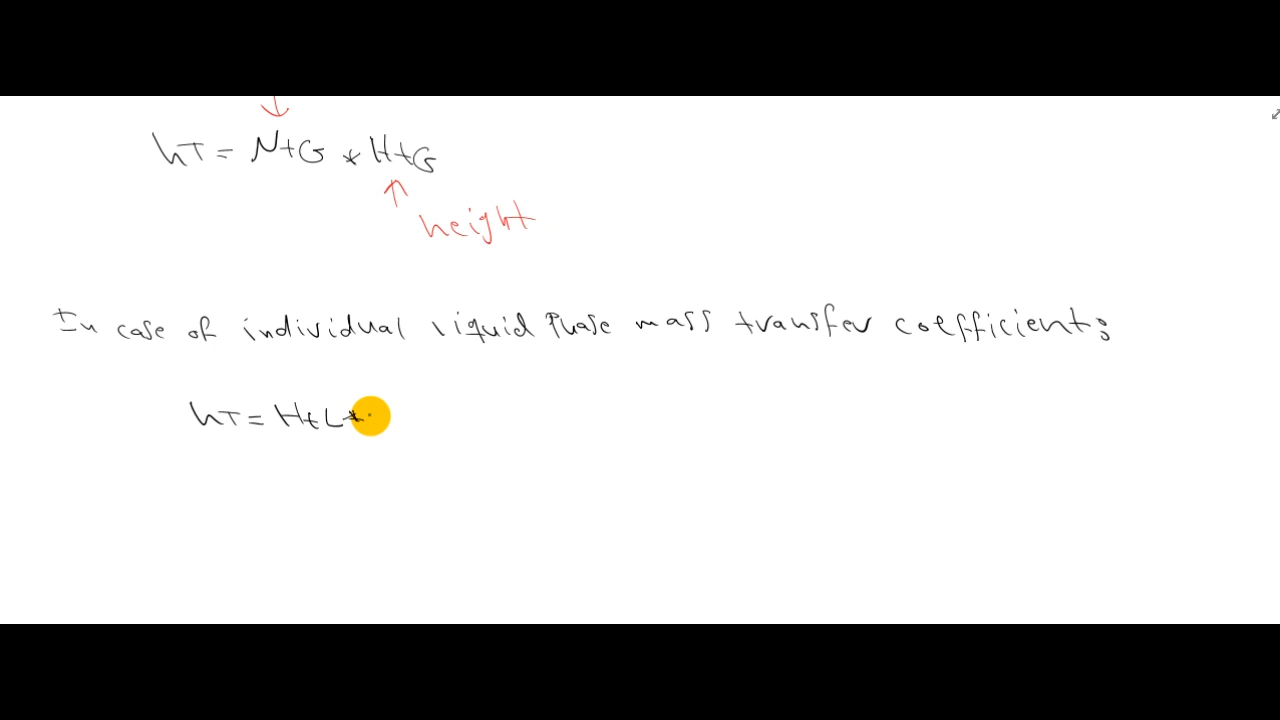 hT = NtG * HtG
height
In case of individual liquid Phase mass transfer coefficient:
hT = HtL *